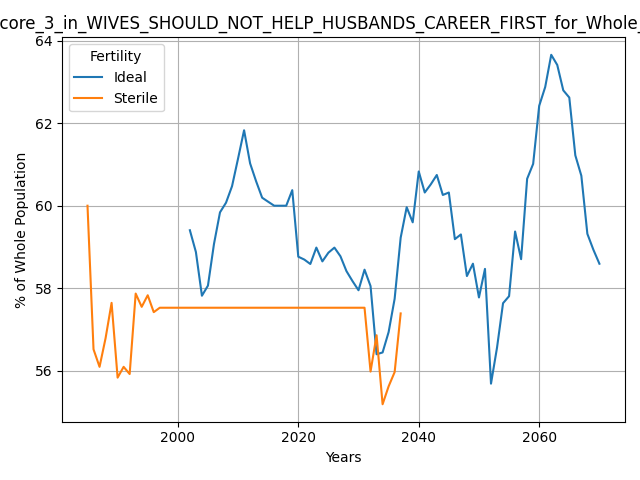 core_3_in_WIVES_SHOULD_NOT_HELP_HUSBANDS_CAREER_FIRST_for_Whole_
Fertility
Ideal
Sterile
% of Whole Population
64
62
60
58
56
2000 2020 2040 2060
Years